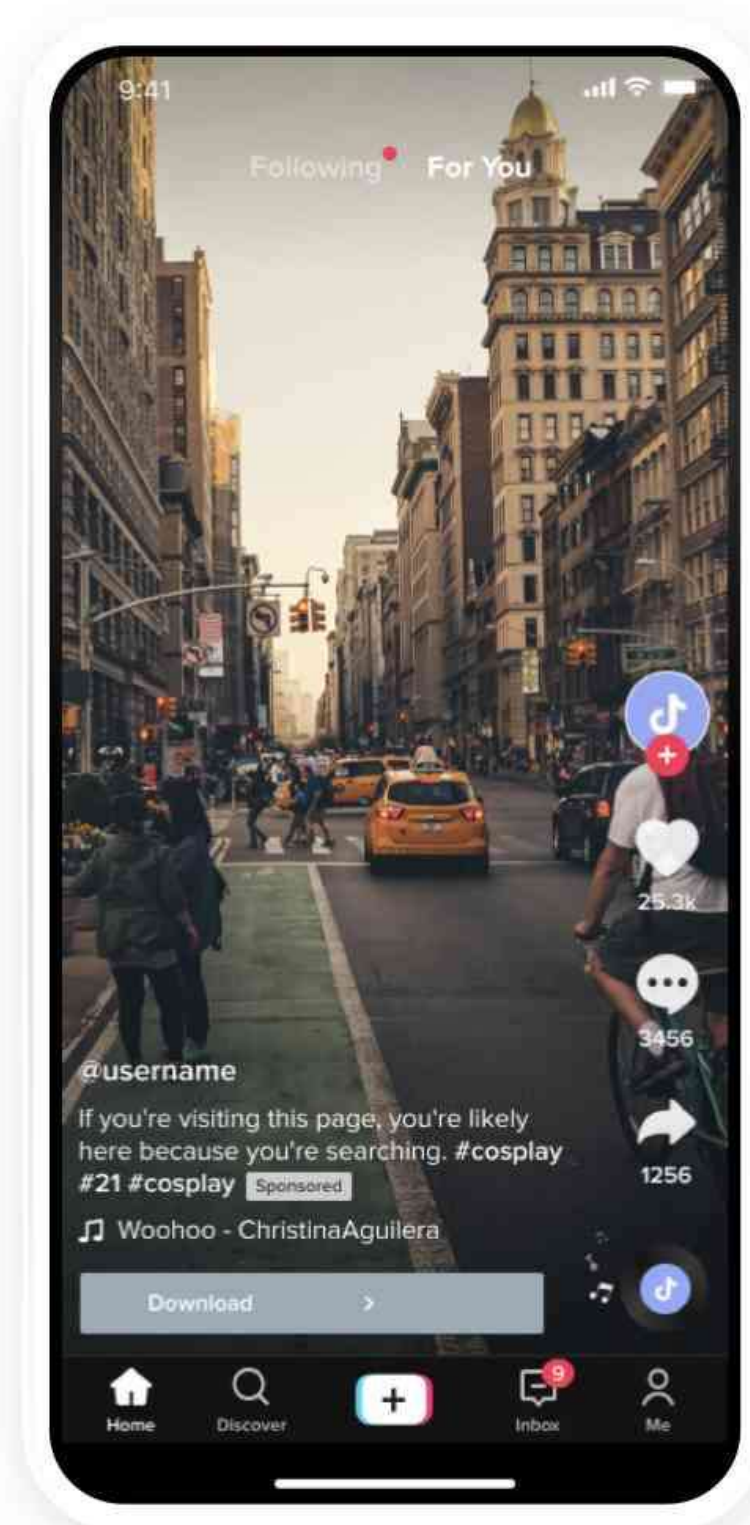 9:41
Following For You
25.3k
3456
@username
If you're visiting this page, you're likely
here because you're searching. #cosplay
#21 #cosplay Sponsored
1256
Woohoo - ChristinaAguilera
Download >
9
Home Discover Inbox Me